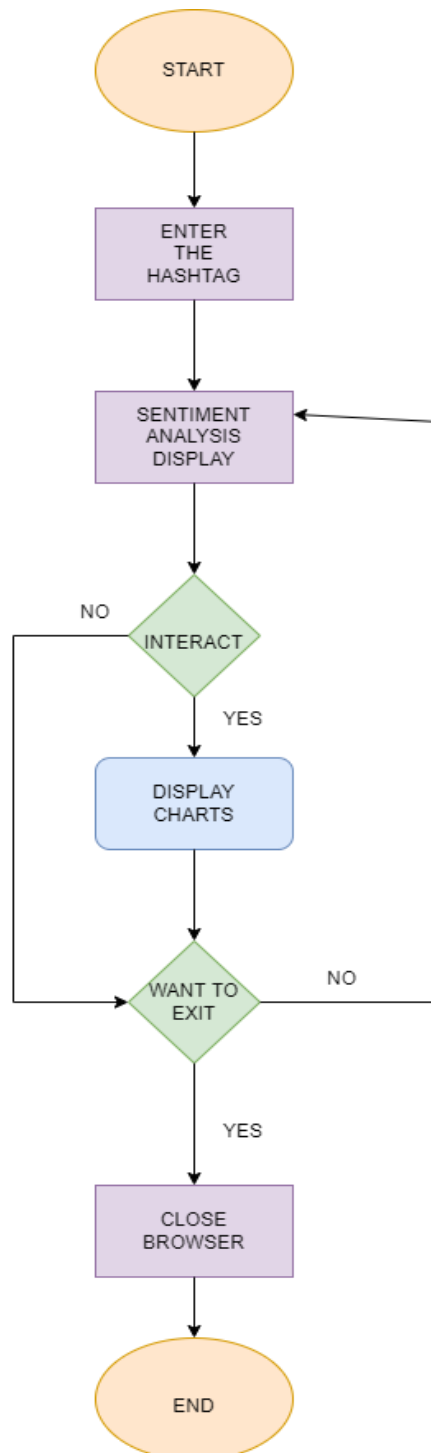 START
ENTER
THE
HASHTAG
SENTIMENT
ANALYSIS
DISPLAY
NO
INTERACT
YES
DISPLAY
CHARTS
WANT TO
EXIT
NO
YES
CLOSE
BROWSER
END